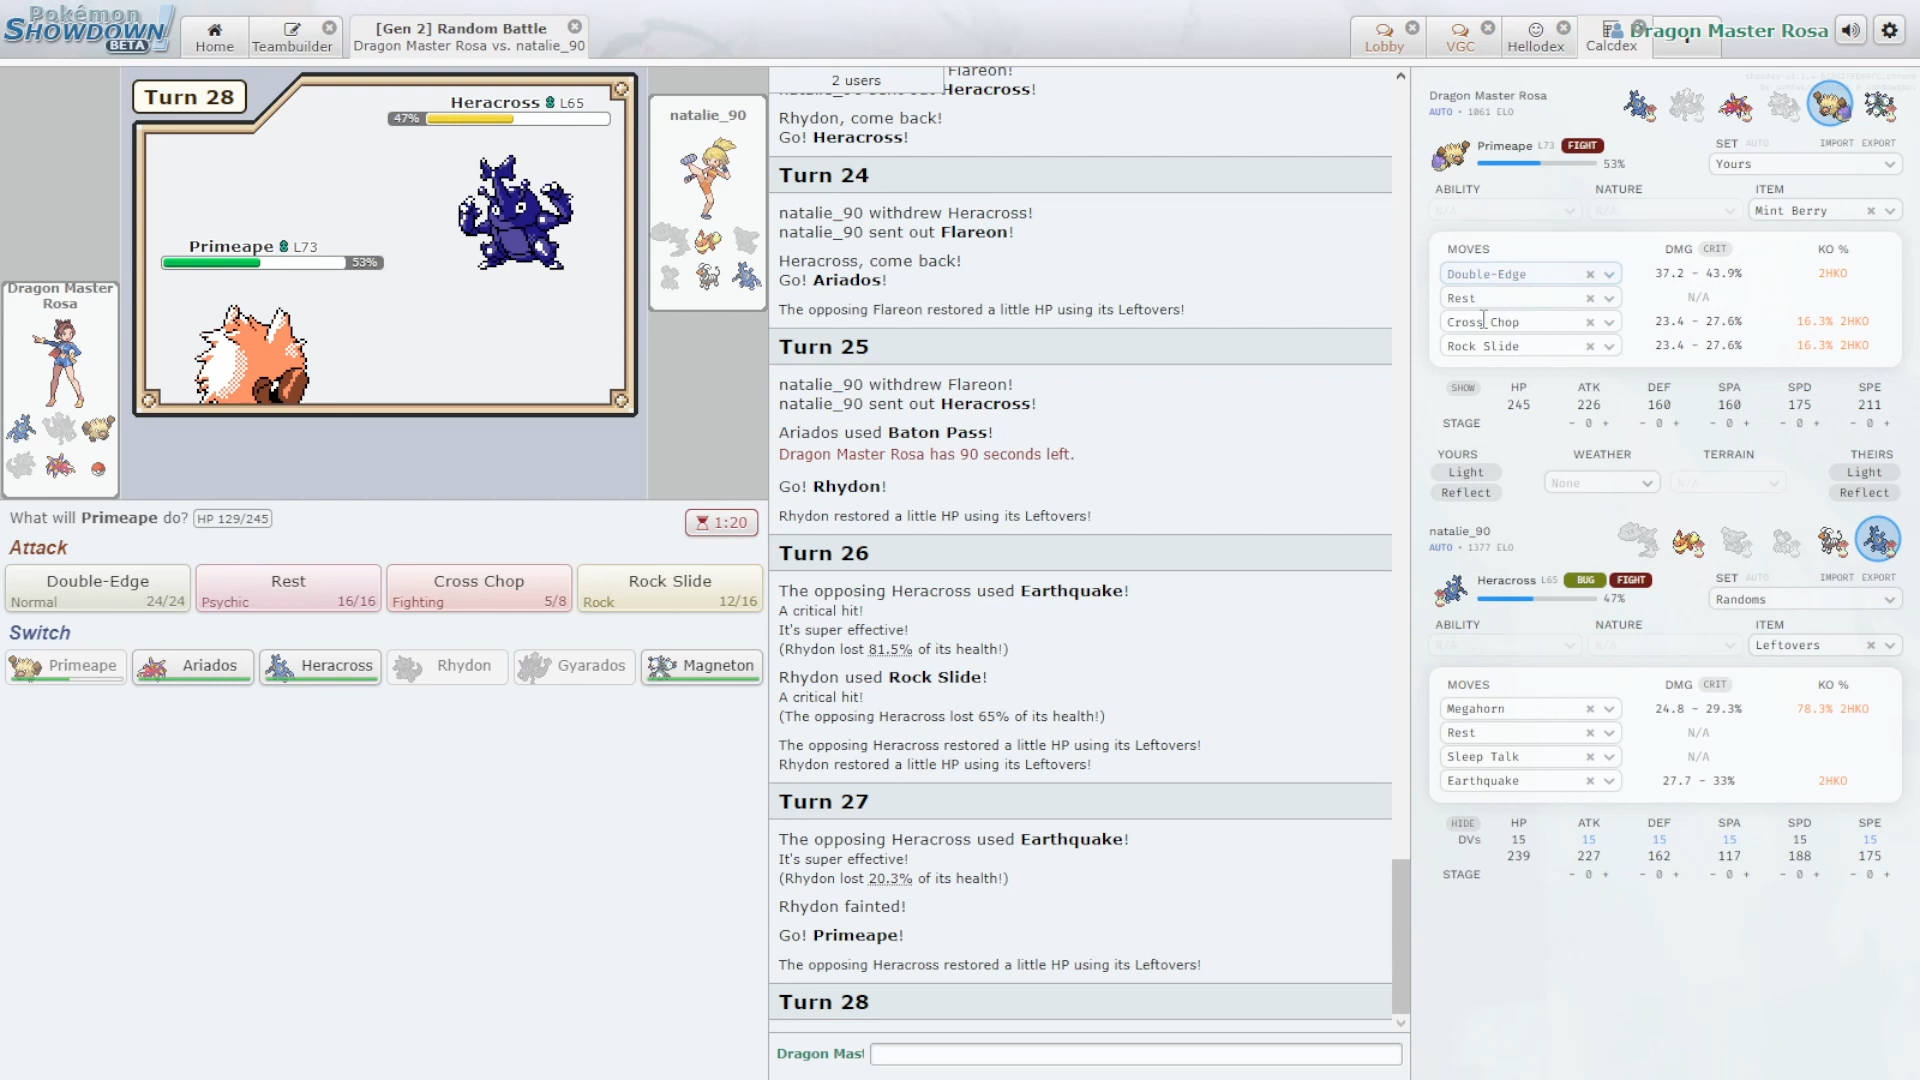 Pokémon
SHOWDOWN!
BETA
Home
Teambuilder
[Gen 2] Random Battle
Dragon Master Rosa vs. natalie_90
Lobby
VGC
Hellodex
Calcdex
Dragon Master Rosa
Turn 28
Heracross L65
47%
Primeape L73
53%
natalie_90
Dragon Master
Rosa
What will Primeape do? HP 129/245
1:20
Attack
Double-Edge
Normal 24/24
Rest
Psychic 16/16
Cross Chop
Fighting 5/8
Rock Slide
Rock 12/16
Switch
Primeape
Ariados
Heracross
Rhydon
Gyarados
Magneton
2 users
Flareon!
Heracross!
Rhydon, come back!
Go! Heracross!
Turn 24
natalie_90 withdrew Heracross!
natalie_90 sent out Flareon!
Heracross, come back!
Go! Ariados!
The opposing Flareon restored a little HP using its Leftovers!
Turn 25
natalie_90 withdrew Flareon!
natalie_90 sent out Heracross!
Ariados used Baton Pass!
Dragon Master Rosa has 90 seconds left.
Go! Rhydon!
Rhydon restored a little HP using its Leftovers!
Turn 26
The opposing Heracross used Earthquake!
A critical hit!
It's super effective!
(Rhydon lost 81.5% of its health!)
Rhydon used Rock Slide!
A critical hit!
(The opposing Heracross lost 65% of its health!)
The opposing Heracross restored a little HP using its Leftovers!
Rhydon restored a little HP using its Leftovers!
Turn 27
The opposing Heracross used Earthquake!
It's super effective!
(Rhydon lost 20.3% of its health!)
Rhydon fainted!
Go! Primeape!
The opposing Heracross restored a little HP using its Leftovers!
Turn 28
Dragon Mast
Dragon Master Rosa
AUTO • 1061 ELO
Primeape L73 FIGHT
53%
SET AUTO IMPORT EXPORT
Yours
ABILITY NATURE ITEM
N/A N/A Mint Berry
MOVES DMG CRIT KO %
Double-Edge 37.2 - 43.9% 2HKO
Rest N/A
Cross Chop 23.4 - 27.6% 16.3% 2HKO
Rock Slide 23.4 - 27.6% 16.3% 2HKO
SHOW HP ATK DEF SPA SPD SPE
245 226 160 160 175 211
STAGE - 0 + - 0 + - 0 + - 0 + - 0 +
YOURS WEATHER TERRAIN THEIRS
Light None N/A Light
Reflect Reflect
natalie_90
AUTO • 1377 ELO
Heracross L65 BUG FIGHT
47%
SET AUTO IMPORT EXPORT
Randoms
ABILITY NATURE ITEM
N/A N/A Leftovers
MOVES DMG CRIT KO %
Megahorn 24.8 - 29.3% 78.3% 2HKO
Rest N/A
Sleep Talk N/A
Earthquake 27.7 - 33% 2HKO
HIDE HP ATK DEF SPA SPD SPE
DVs 15 15 15 15 15 15
239 227 162 117 188 175
STAGE - 0 + - 0 + - 0 + - 0 + - 0 +